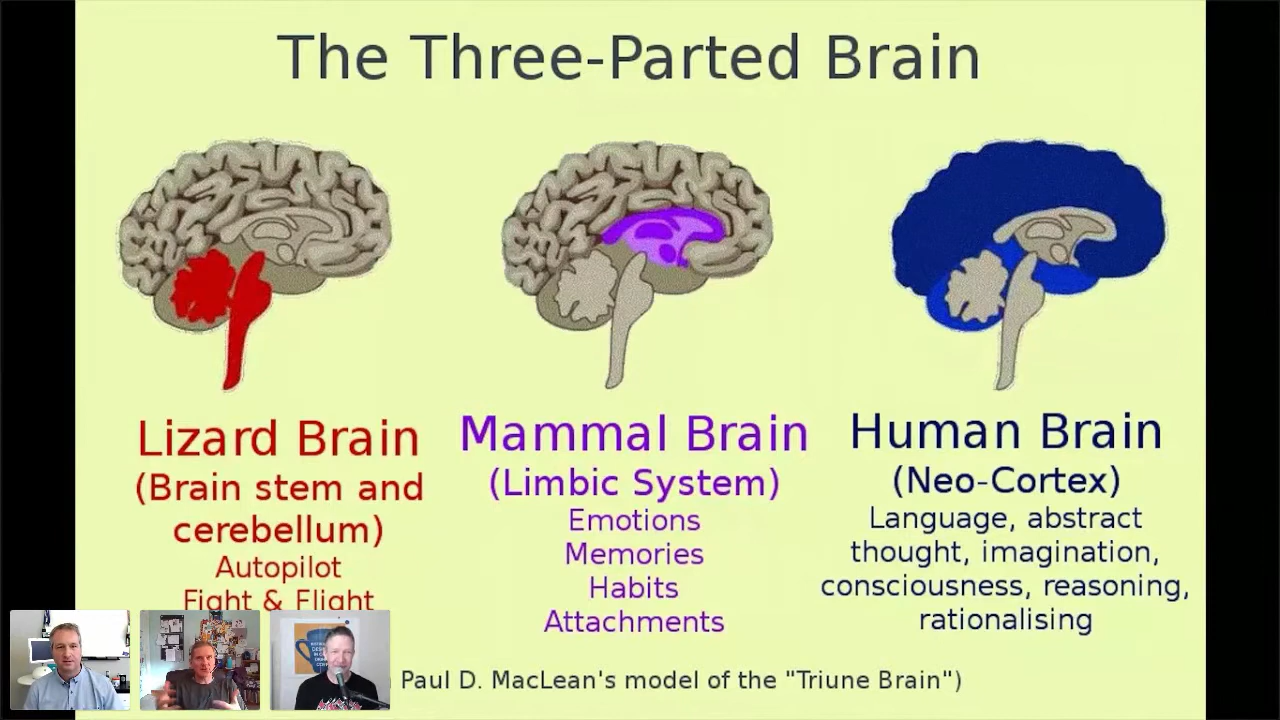 The Three-Parted Brain
Lizard Brain
(Brain stem and
cerebellum)
Autopilot
Fight & Flight
Mammal Brain
(Limbic System)
Emotions
Memories
Habits
Attachments
Human Brain
(Neo-Cortex)
Language, abstract
thought, imagination,
consciousness, reasoning,
rationalising
Paul D. MacLean's model of the "Triune Brain")